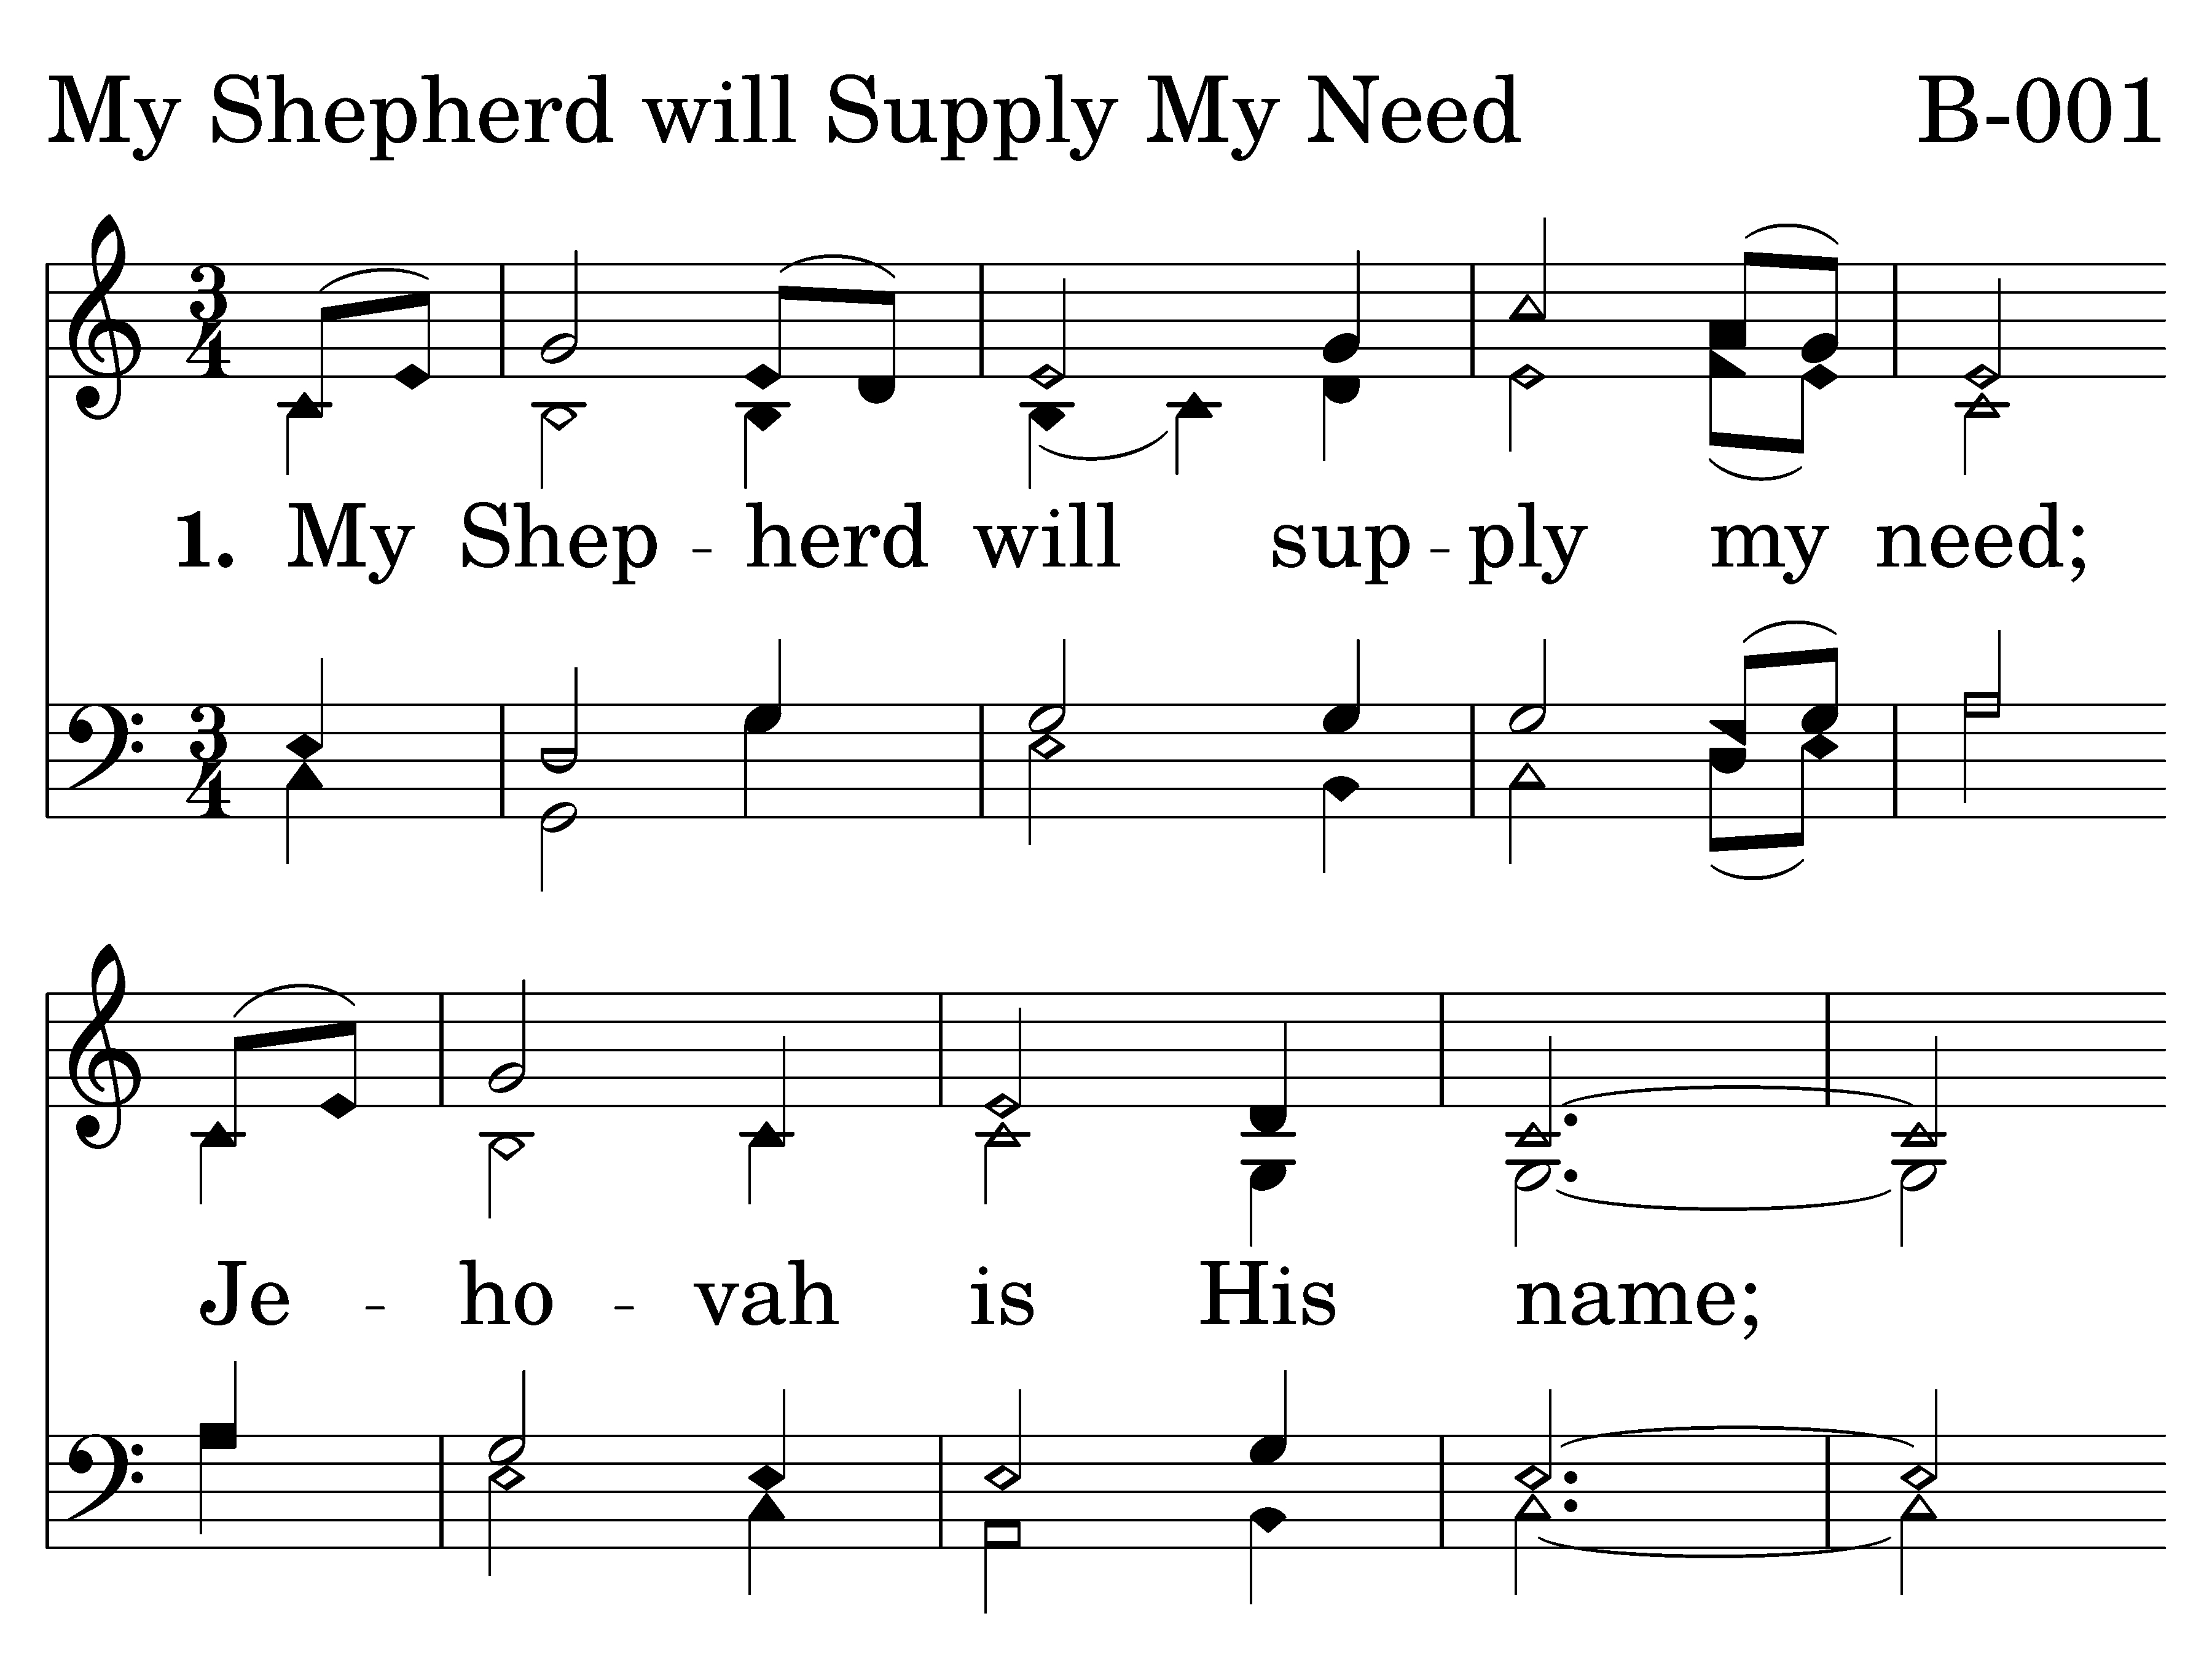 My Shepherd will Supply My Need B-001
1. My Shep - herd will sup - ply my need;
Je - ho - vah is His name;